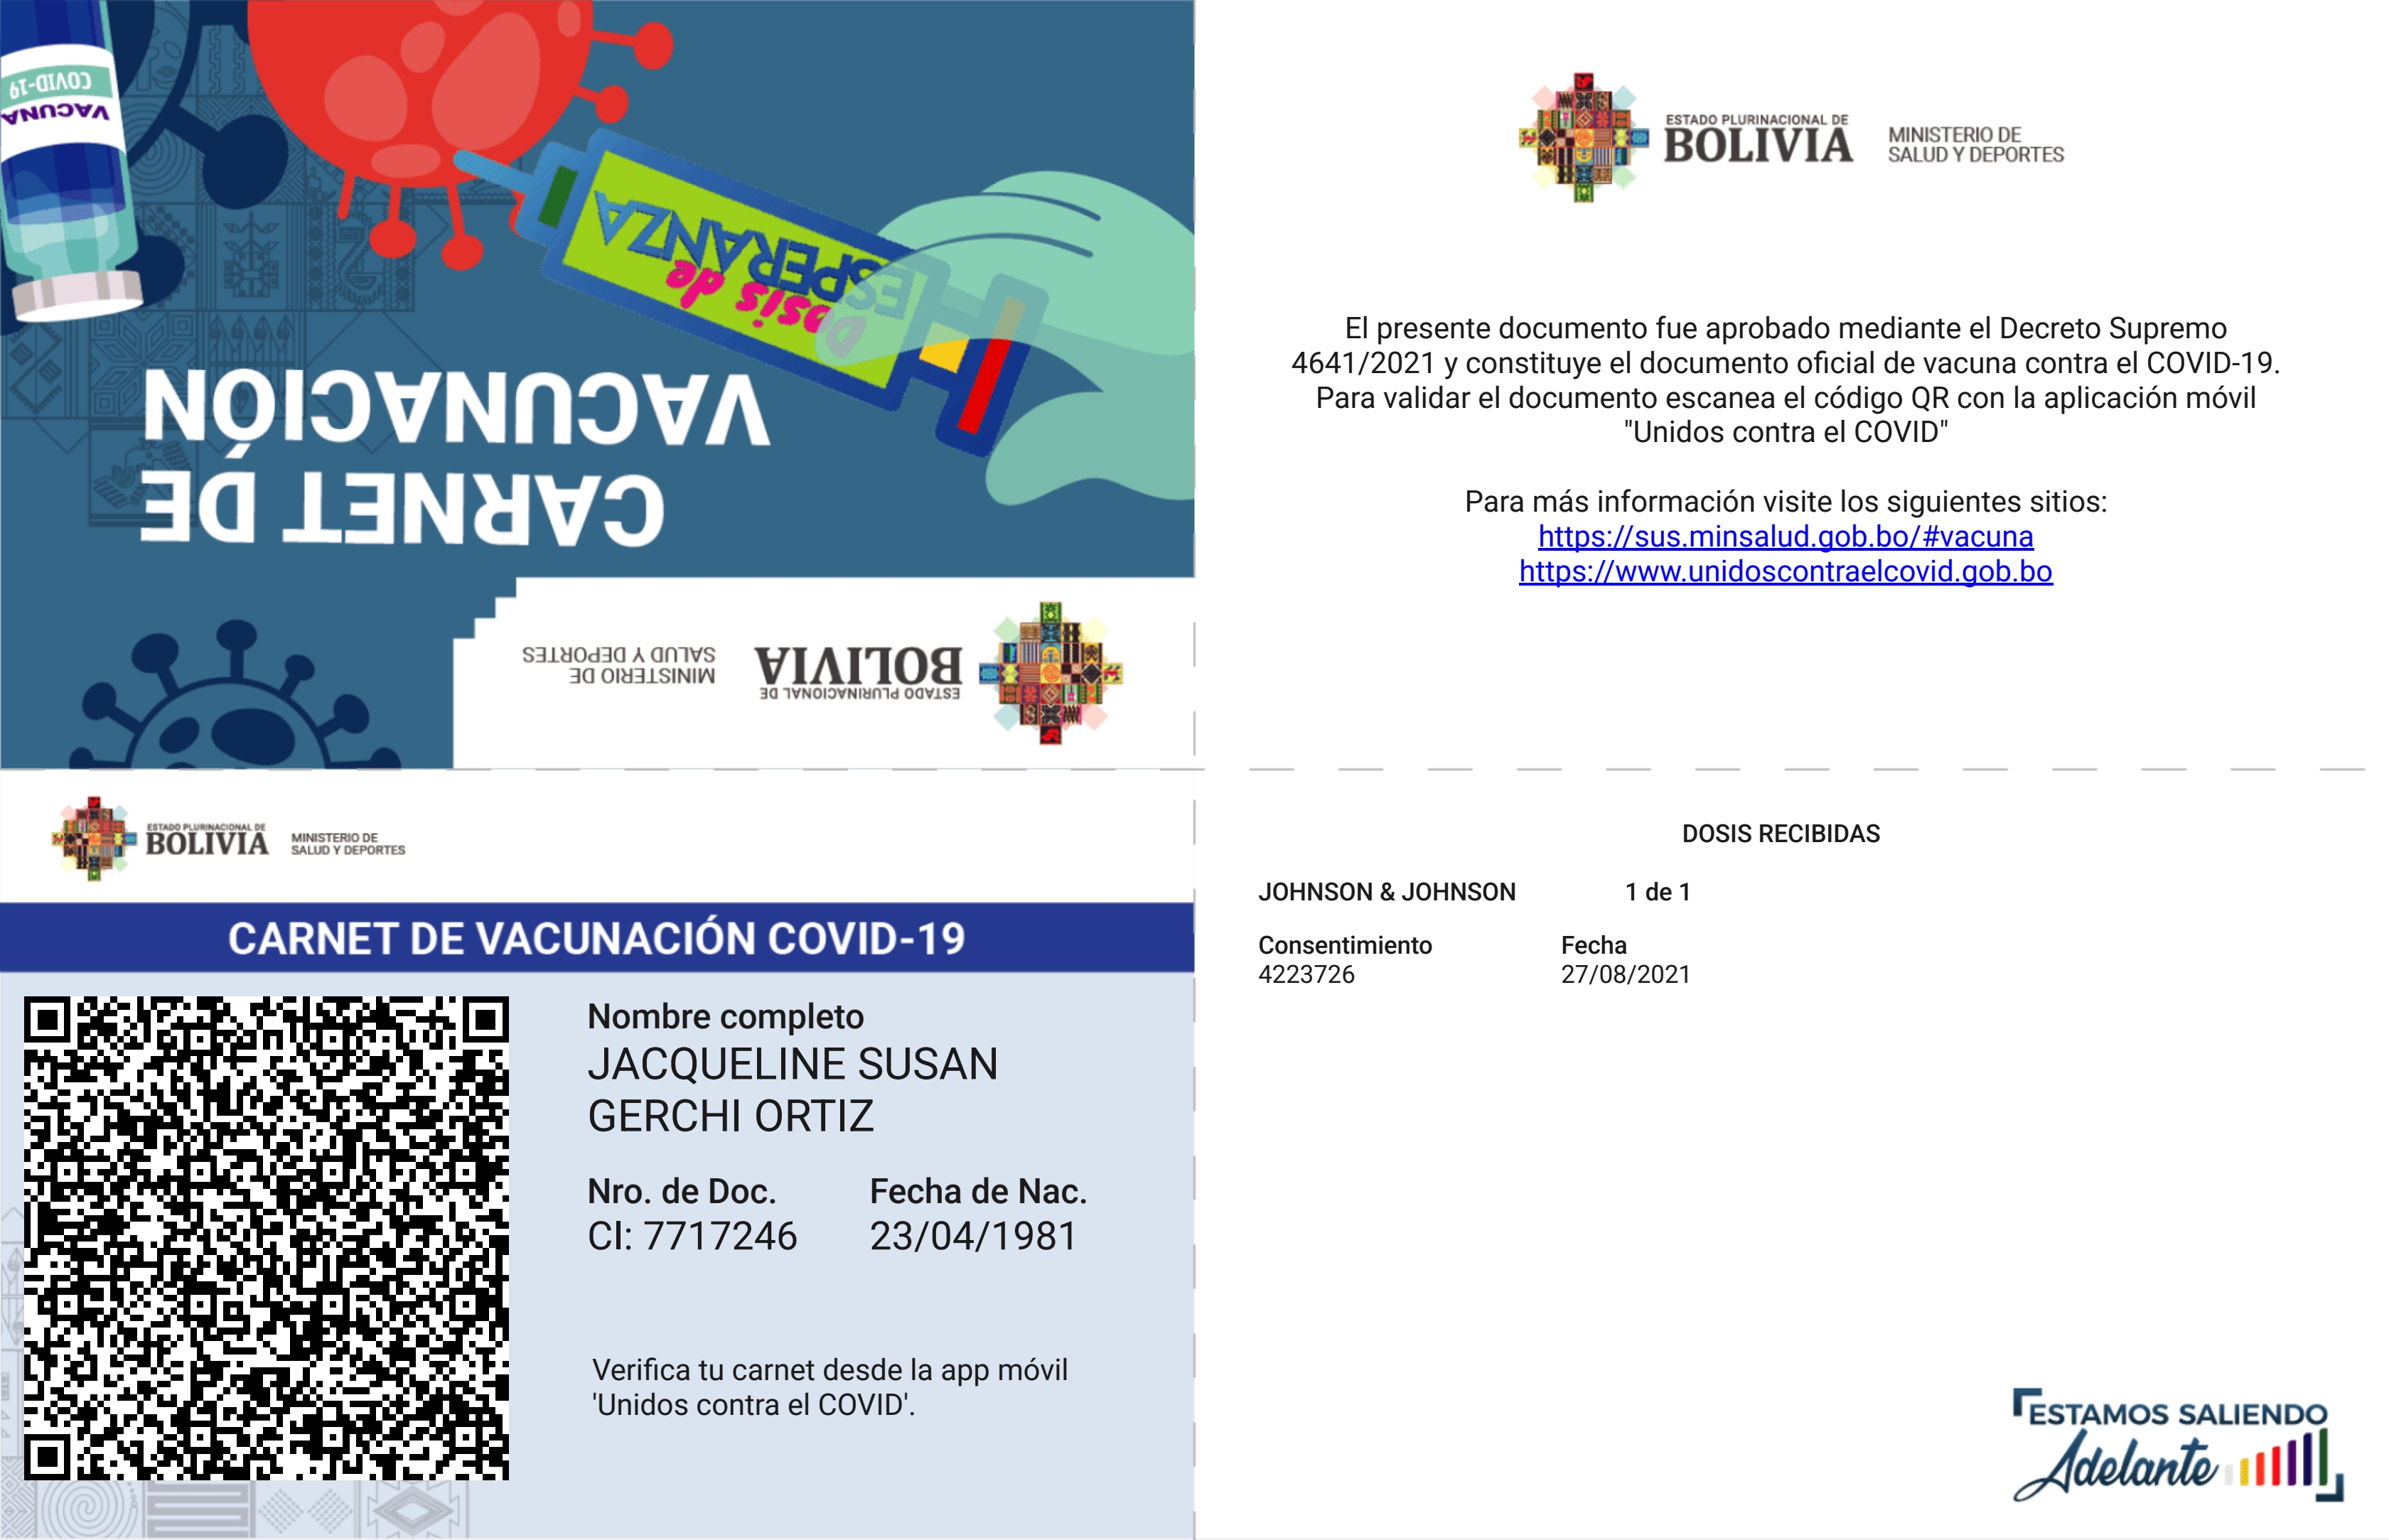 COVID-19
VACUNA
Dosis de
ESPERANZA
CARNET DE
VACUNACIÓN
ESTADO PLURINACIONAL DE
BOLIVIA
MINISTERIO DE
SALUD Y DEPORTES
ESTADO PLURINACIONAL DE
BOLIVIA
MINISTERIO DE
SALUD Y DEPORTES
El presente documento fue aprobado mediante el Decreto Supremo
4641/2021 y constituye el documento oficial de vacuna contra el COVID-19.
Para validar el documento escanea el código QR con la aplicación móvil
"Unidos contra el COVID"
Para más información visite los siguientes sitios:
https://sus.minsalud.gob.bo/#vacuna
https://www.unidoscontraelcovid.gob.bo
ESTADO PLURINACIONAL DE
BOLIVIA
MINISTERIO DE
SALUD Y DEPORTES
CARNET DE VACUNACIÓN COVID-19
Nombre completo
JACQUELINE SUSAN
GERCHI ORTIZ
Nro. de Doc. Fecha de Nac.
CI: 7717246 23/04/1981
Verifica tu carnet desde la app móvil
'Unidos contra el COVID'.
DOSIS RECIBIDAS
JOHNSON & JOHNSON 1 de 1
Consentimiento Fecha
4223726 27/08/2021
ESTAMOS SALIENDO
Adelante